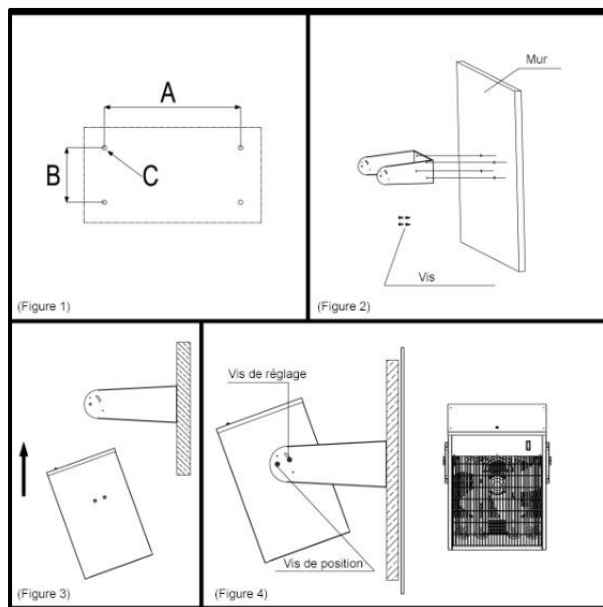 A
B
C
(Figure 1)
Mur
Vis
(Figure 2)
(Figure 3)
Vis de réglage
Vis de position
(Figure 4)